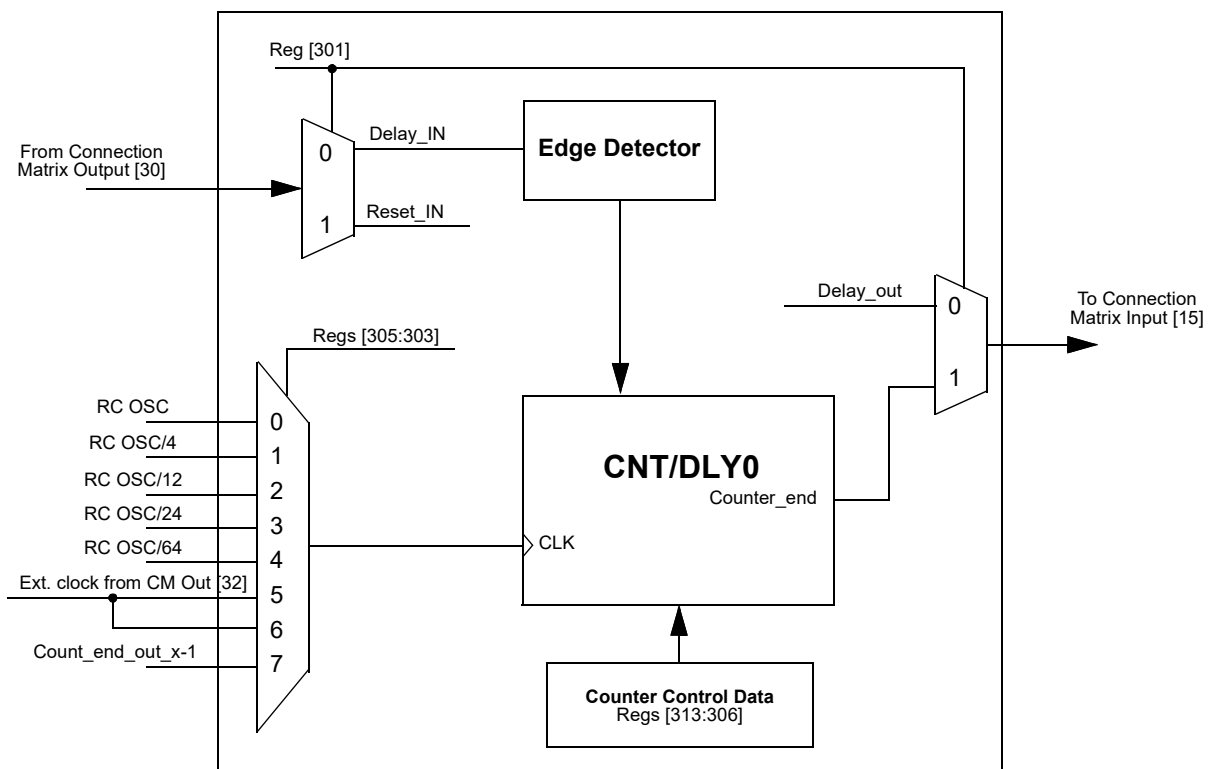 Reg [301]
From Connection
Matrix Output [30]
0
1
Delay_IN
Reset_IN
Edge Detector
Delay_out
0
1
To Connection
Matrix Input [15]
Regs [305:303]
RC OSC
RC OSC/4
RC OSC/12
RC OSC/24
RC OSC/64
Ext. clock from CM Out [32]
Count_end_out_x-1
0
1
2
3
4
5
6
7
CNT/DLY0
Counter_end
CLK
Counter Control Data
Regs [313:306]